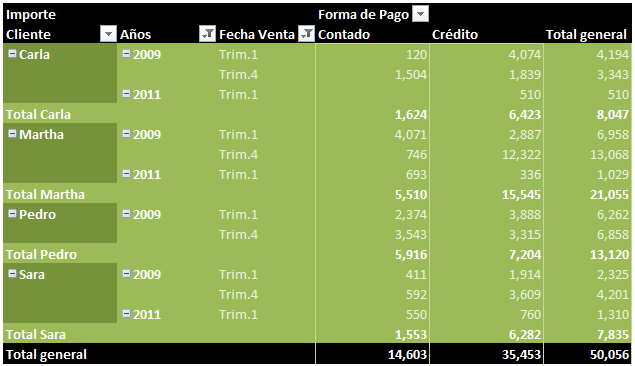 Importe Forma de Pago
Cliente Años Fecha Venta Contado Crédito Total general
Carla 2009 Trim.1 120 4,074 4,194
Trim.4 1,504 1,839 3,343
2011 Trim.1 510 510
Total Carla 1,624 6,423 8,047
Martha 2009 Trim.1 4,071 2,887 6,958
Trim.4 746 12,322 13,068
2011 Trim.1 693 336 1,029
Total Martha 5,510 15,545 21,055
Pedro 2009 Trim.1 2,374 3,888 6,262
Trim.4 3,543 3,315 6,858
Total Pedro 5,916 7,204 13,120
Sara 2009 Trim.1 411 1,914 2,325
Trim.4 592 3,609 4,201
2011 Trim.1 550 760 1,310
Total Sara 1,553 6,282 7,835
Total general 14,603 35,453 50,056